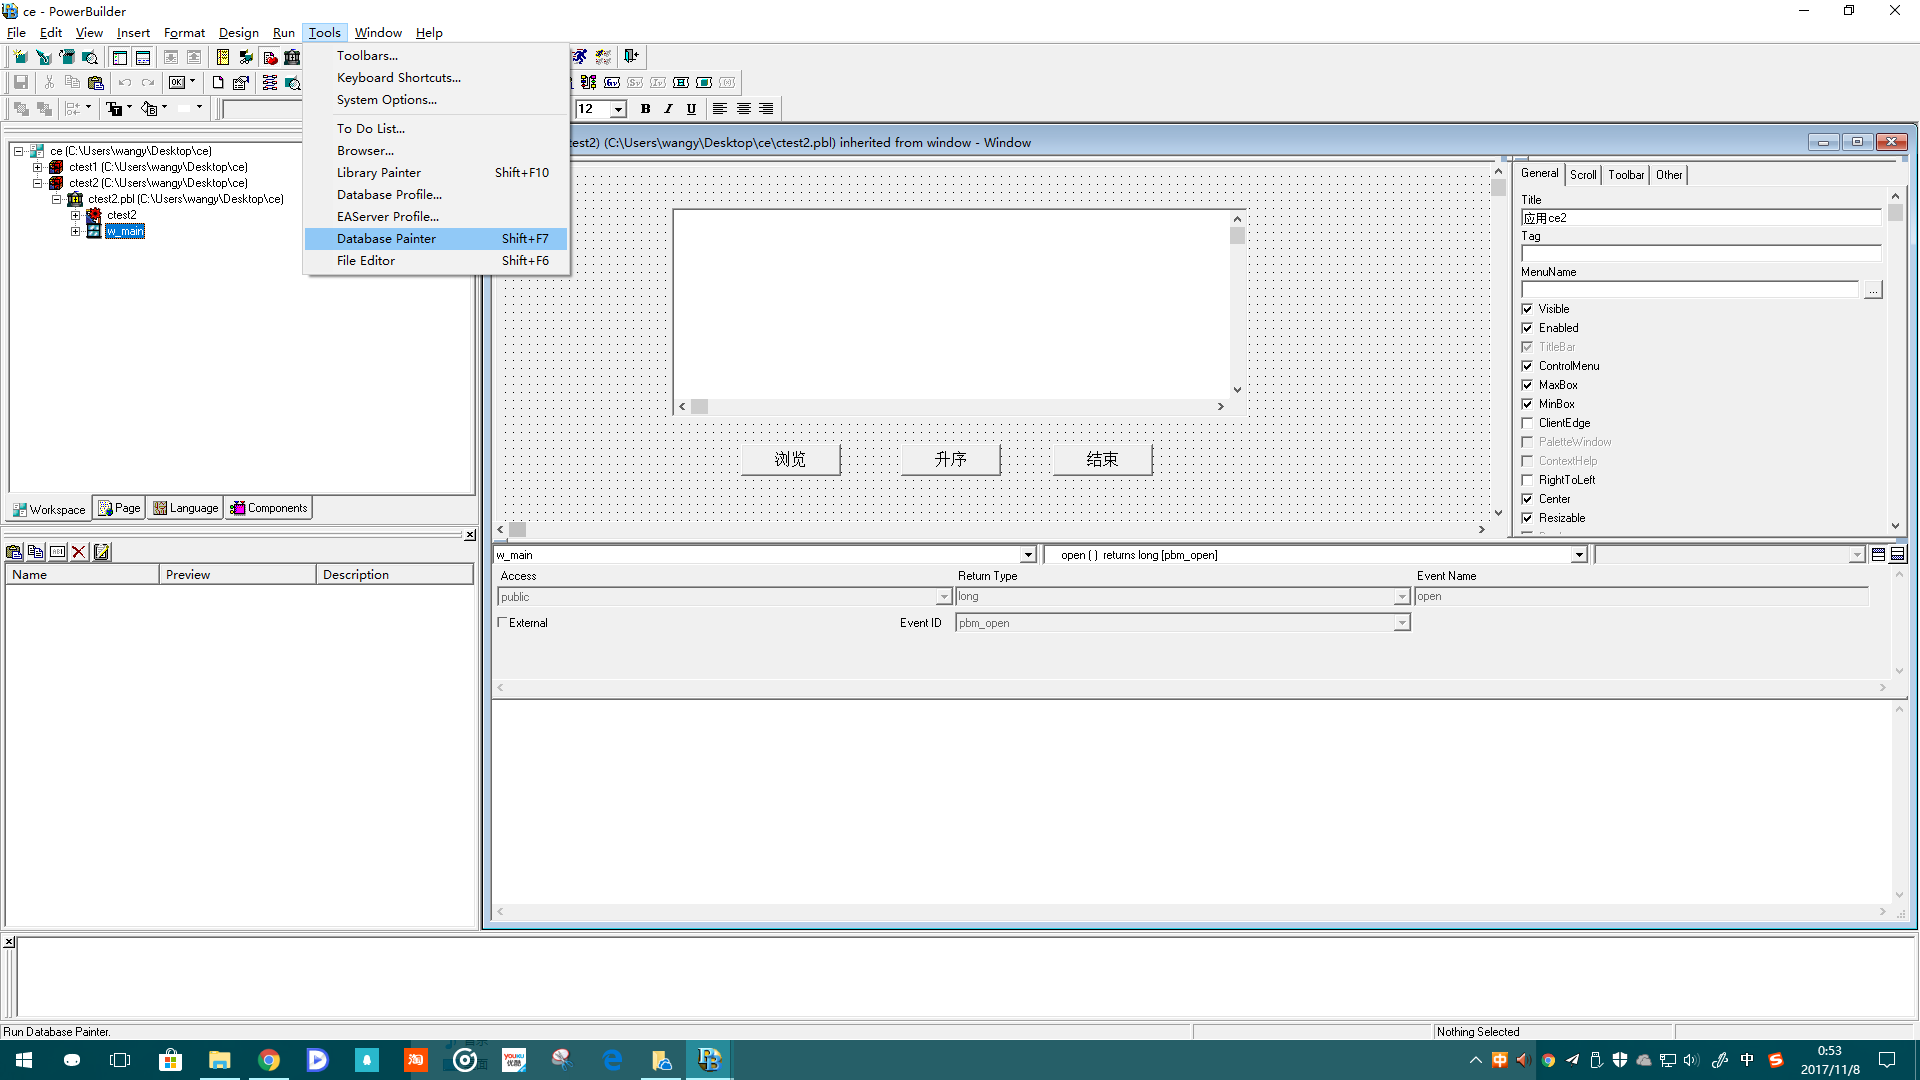 ce - PowerBuilder
File Edit View Insert Format Design Run Tools Window Help
Toolbars...
Keyboard Shortcuts...
System Options...
To Do List...
Browser...
Library Painter Shift+F10
Database Profile...
EAServer Profile...
Database Painter Shift+F7
File Editor Shift+F6
OK
12 B I U
ce (C:\Users\wangy\Desktop\ce)
ctest1 (C:\Users\wangy\Desktop\ce)
ctest2 (C:\Users\wangy\Desktop\ce)
ctest2.pbl (C:\Users\wangy\Desktop\ce)
ctest2
w_main
Workspace Page Language Components
Name Preview Description
test2) (C:\Users\wangy\Desktop\ce\ctest2.pbl) inherited from window - Window
浏览 升序 结束
General Scroll Toolbar Other
Title
应用ce2
Tag
MenuName
...
Visible
Enabled
TitleBar
ControlMenu
MaxBox
MinBox
ClientEdge
PaletteWindow
ContextHelp
RightToLeft
Center
Resizable
w_main open ( ) returns long [pbm_open]
Access Return Type Event Name
public long open
External Event ID pbm_open
Run Database Painter.
Nothing Selected
淘
YOUKU
优酷
中
中
0:53
2017/11/8